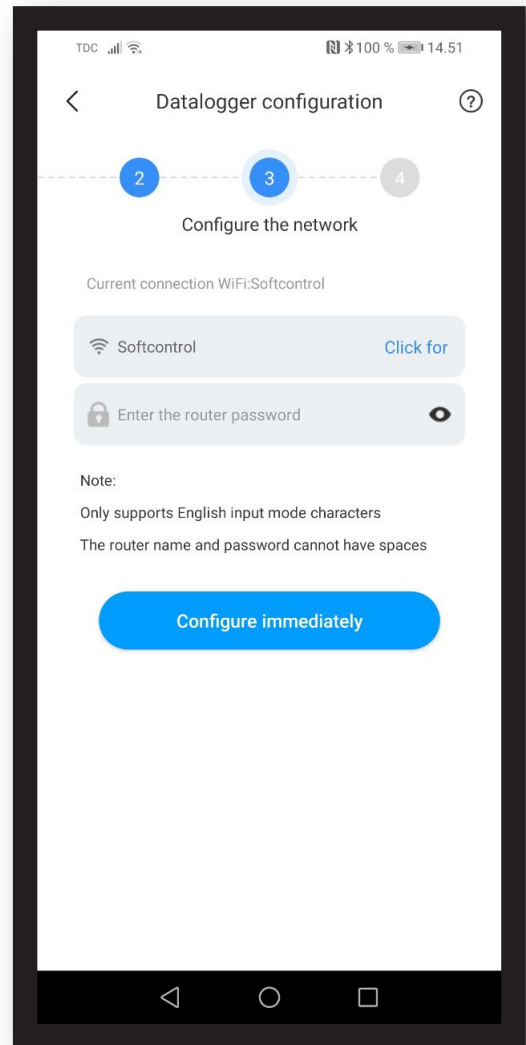 TDC 100 % 14.51
Datalogger configuration ?
2 3 4
Configure the network
Current connection WiFi:Softcontrol
Softcontrol Click for
Enter the router password
Note:
Only supports English input mode characters
The router name and password cannot have spaces
Configure immediately